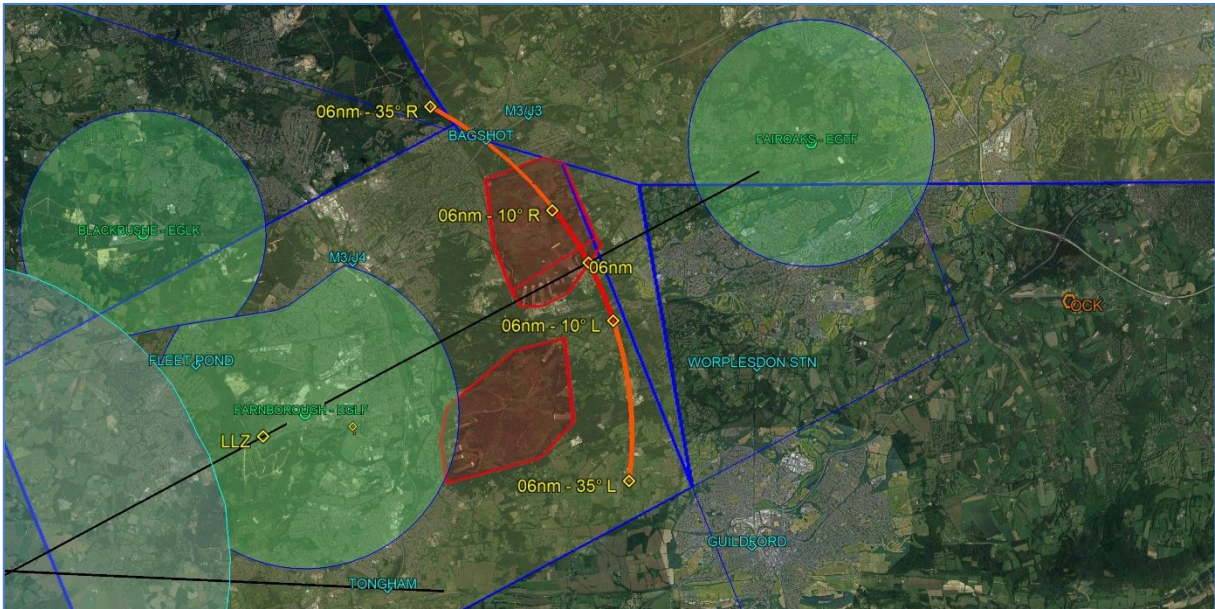 06nm - 35° R
M3/J3
BAGSHOT
FAIROAKS - EGTF
06nm - 10° R
BLACKBUSHE - EGLK
M3/J4
06nm
OCK
06nm - 10° L
FLEET POND
WORPLESDON STN
FARNBOROUGH - EGLF
LLZ
06nm - 35° L
GUILDFORD
TONGHAM